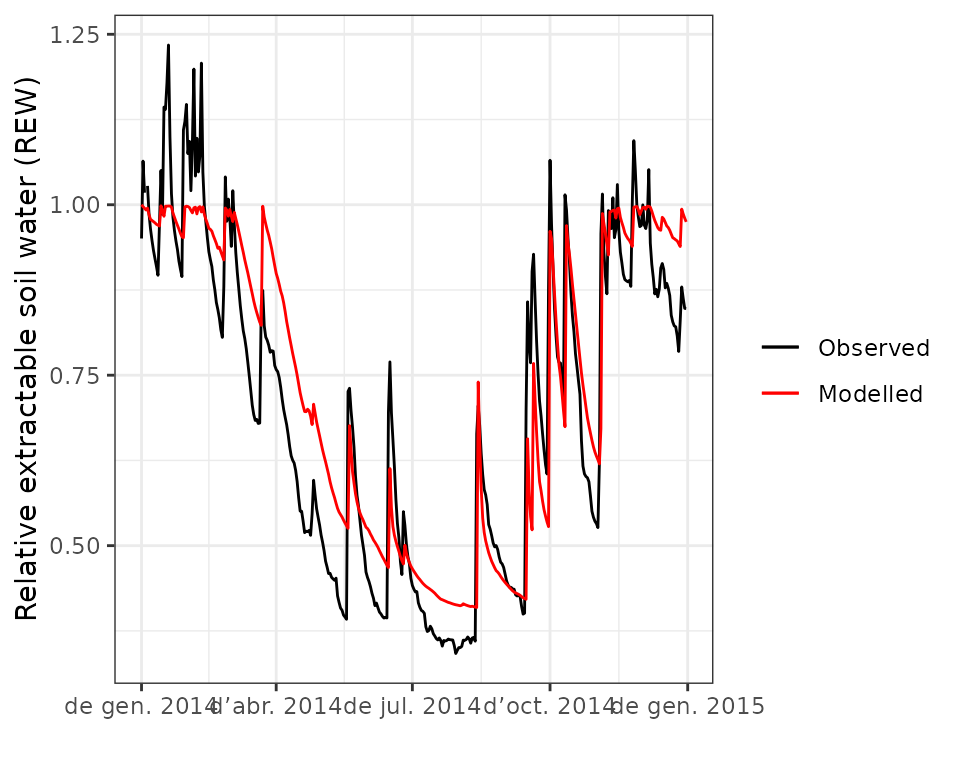 Relative extractable soil water (REW)
1.25
1.00
0.75
0.50
de gen. 2014
d’abr. 2014
de jul. 2014
d’oct. 2014
de gen. 2015
Observed
Modelled